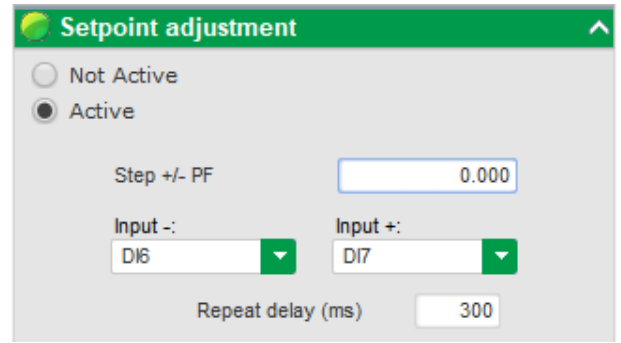 Setpoint adjustment
Not Active
Active
Step +/- PF 0.000
Input -: Input +:
DI6 DI7
Repeat delay (ms) 300